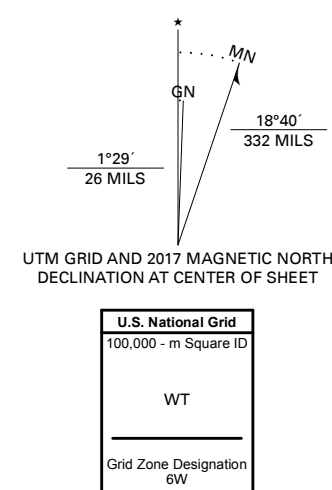 ★
MN
GN
1°29´
26 MILS
18°40´
332 MILS
UTM GRID AND 2017 MAGNETIC NORTH
DECLINATION AT CENTER OF SHEET
U.S. National Grid
100,000 - m Square ID
WT
Grid Zone Designation
6W